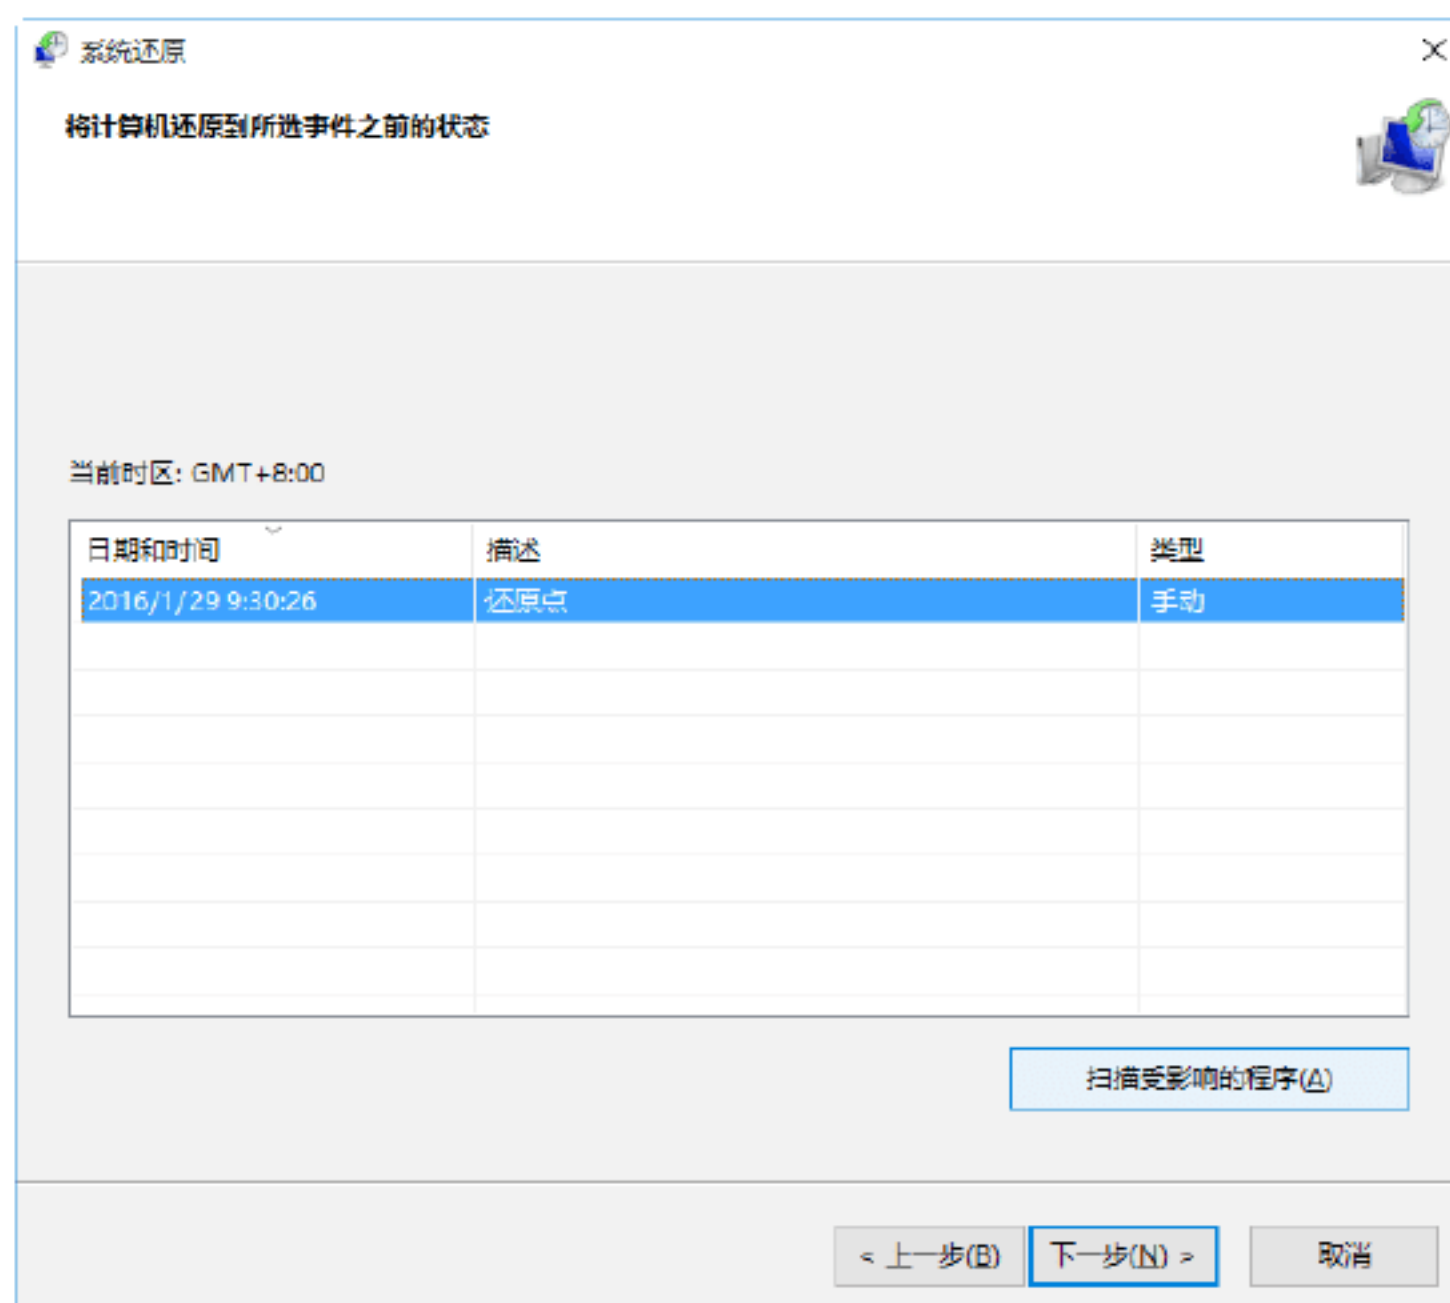 系统还原
将计算机还原到所选事件之前的状态
当前时区: GMT+8:00
日期和时间 描述 类型
2016/1/29 9:30:26 还原点 手动
扫描受影响的程序(A)
< 上一步(B) 下一步(N) > 取消